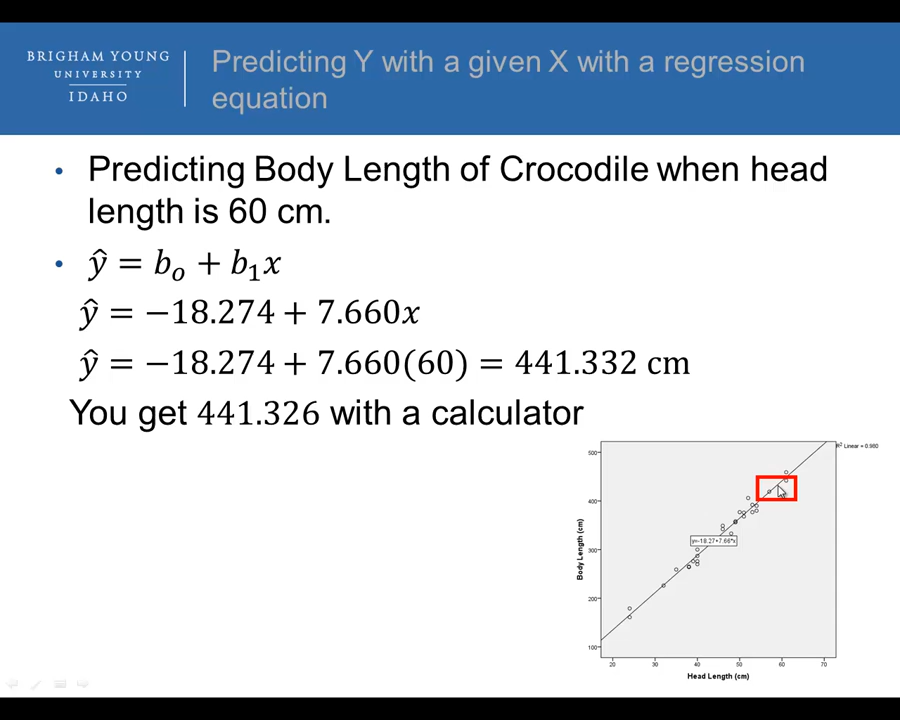 BRIGHAM YOUNG
UNIVERSITY
IDAHO
Predicting Y with a given X with a regression
equation
• Predicting Body Length of Crocodile when head
length is 60 cm.
• ŷ = bₒ + b₁x
ŷ = −18.274 + 7.660x
ŷ = −18.274 + 7.660(60) = 441.332 cm
You get 441.326 with a calculator
R² Linear = 0.960
500
400
y=-18.27+7.66*x
300
200
100
Body Length (cm)
20 30 40 50 60 70
Head Length (cm)